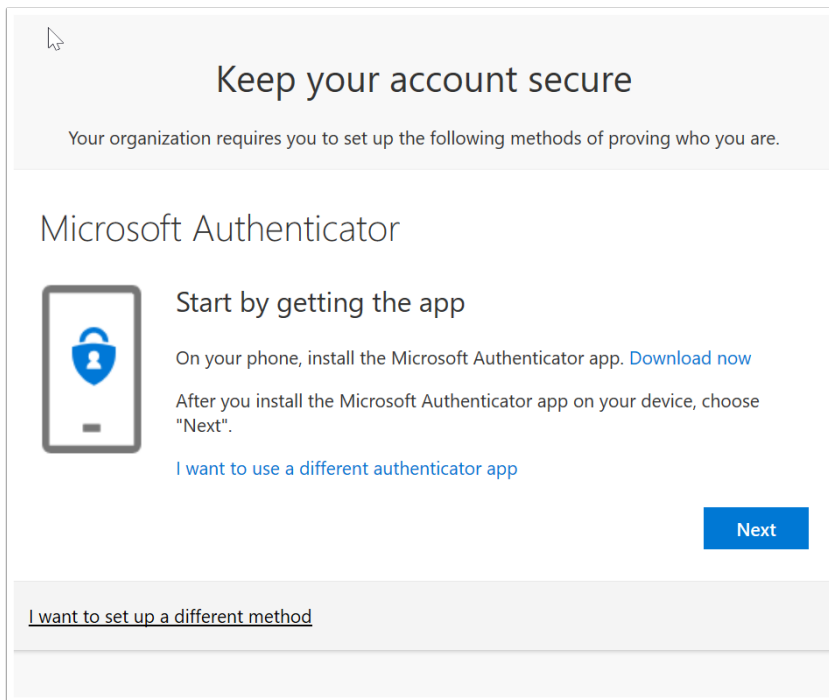 Keep your account secure
Your organization requires you to set up the following methods of proving who you are.
Microsoft Authenticator
Start by getting the app
On your phone, install the Microsoft Authenticator app. Download now
After you install the Microsoft Authenticator app on your device, choose
"Next".
I want to use a different authenticator app
Next
I want to set up a different method